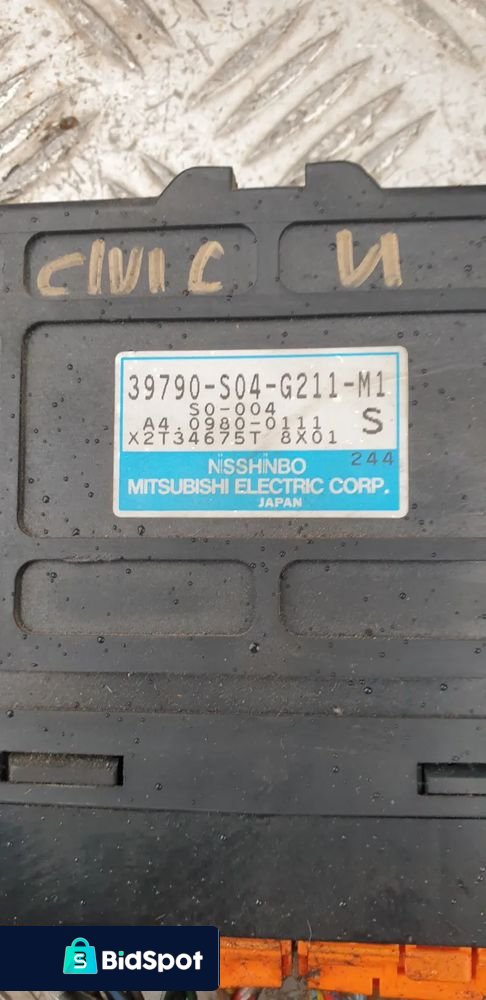 CIVIC VI
39790-S04-G211-M1
S0-004
A4.0980-0111 S
X2T34675T 8X01
244
NISSHINBO
MITSUBISHI ELECTRIC CORP.
JAPAN
BidSpot